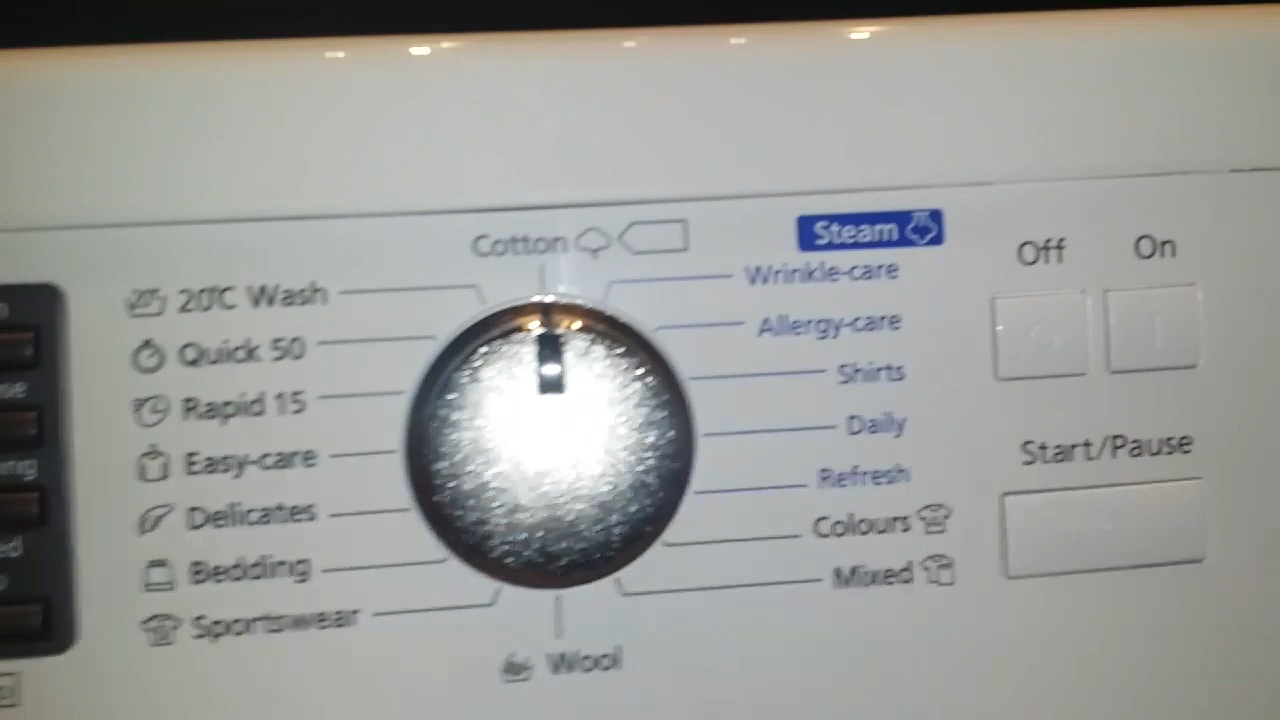 Cotton
Steam
20°C Wash
Quick 50
Rapid 15
Easy-care
Delicates
Bedding
Sportswear
Wool
Wrinkle-care
Allergy-care
Shirts
Daily
Refresh
Colours
Mixed
Off
On
Start/Pause